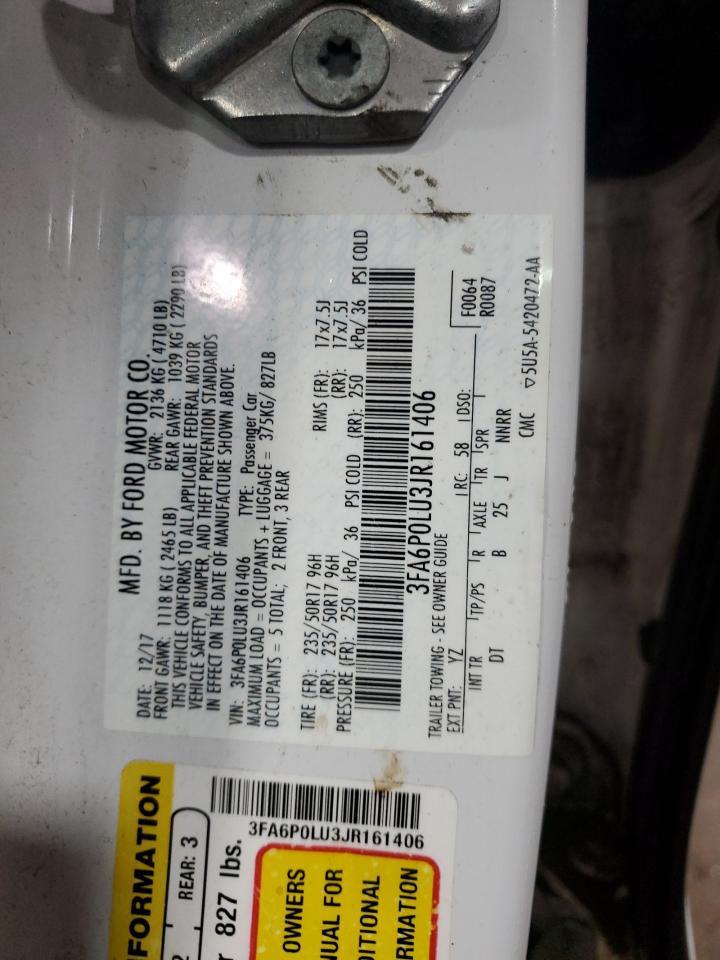 MFD. BY FORD MOTOR CO.
DATE: 12/17 GVWR: 2136 KG ( 4710 LB)
FRONT GAWR: 1118 KG ( 2465 LB) REAR GAWR: 1039 KG ( 2290 LB)
THIS VEHICLE CONFORMS TO ALL APPLICABLE FEDERAL MOTOR
VEHICLE SAFETY, BUMPER, AND THEFT PREVENTION STANDARDS
IN EFFECT ON THE DATE OF MANUFACTURE SHOWN ABOVE.
VIN: 3FA6P0LU3JR161406 TYPE: Passenger Car
MAXIMUM LOAD = OCCUPANTS + LUGGAGE = 375KG/ 827LB
OCCUPANTS = 5 TOTAL; 2 FRONT, 3 REAR
TIRE (FR): 235/50R17 96H RIMS (FR): 17x7.5J
(RR): 235/50R17 96H (RR): 17x7.5J
PRESSURE (FR): 250 kPa/ 36 PSI COLD (RR): 250 kPa/ 36 PSI COLD
3FA6P0LU3JR161406
TRAILER TOWING - SEE OWNER GUIDE
EXT PNT: YZ RC: 58 DSO: F0064
R0087
INT TR TP/PS R AXLE TR SPR
DT B 25 J NNRR
CMC ▽5U5A-5420472-AA
FORMATION
REAR: 3
827 lbs.
3FA6P0LU3JR161406
OWNERS
NUAL FOR
DITIONAL
RMATION